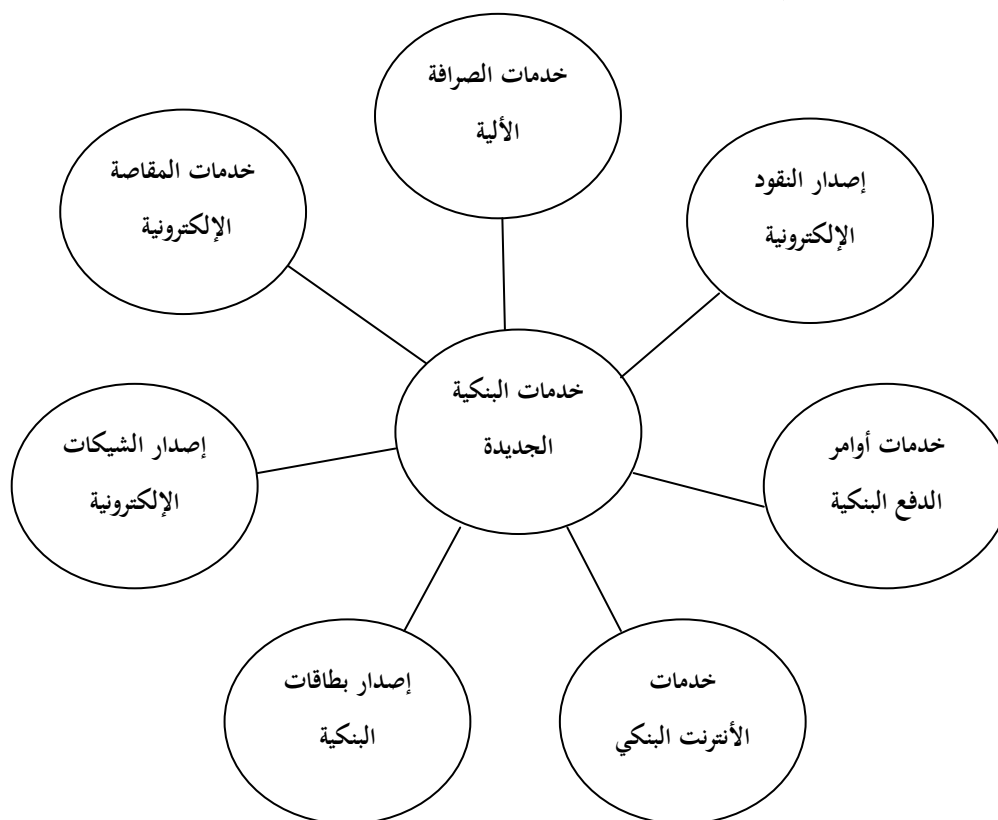 خدمات الصرافة
الألية
خدمات المقاصة
الإلكترونية
إصدار النقود
الإلكترونية
خدمات البنكية
الجديدة
إصدار الشيكات
الإلكترونية
خدمات أوامر
الدفع البنكية
إصدار بطاقات
البنكية
خدمات
الأنترنت البنكي